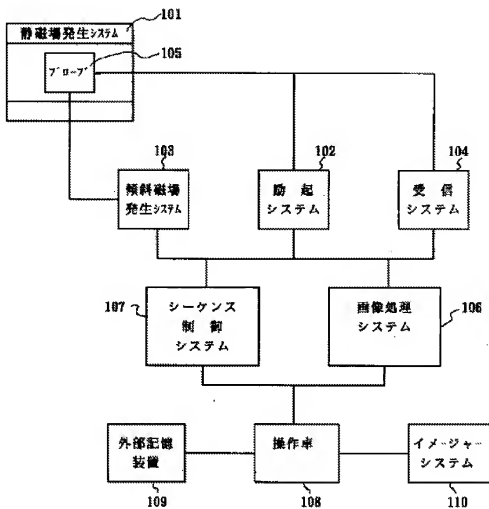 101
静磁場発生システム
105
プローブ
103
102
104
傾斜磁場
発生システム
励起
システム
受信
システム
107
シーケンス
制御
システム
画像処理
システム
106
外部記憶
装置
操作卓
イメージャー
システム
109
108
110